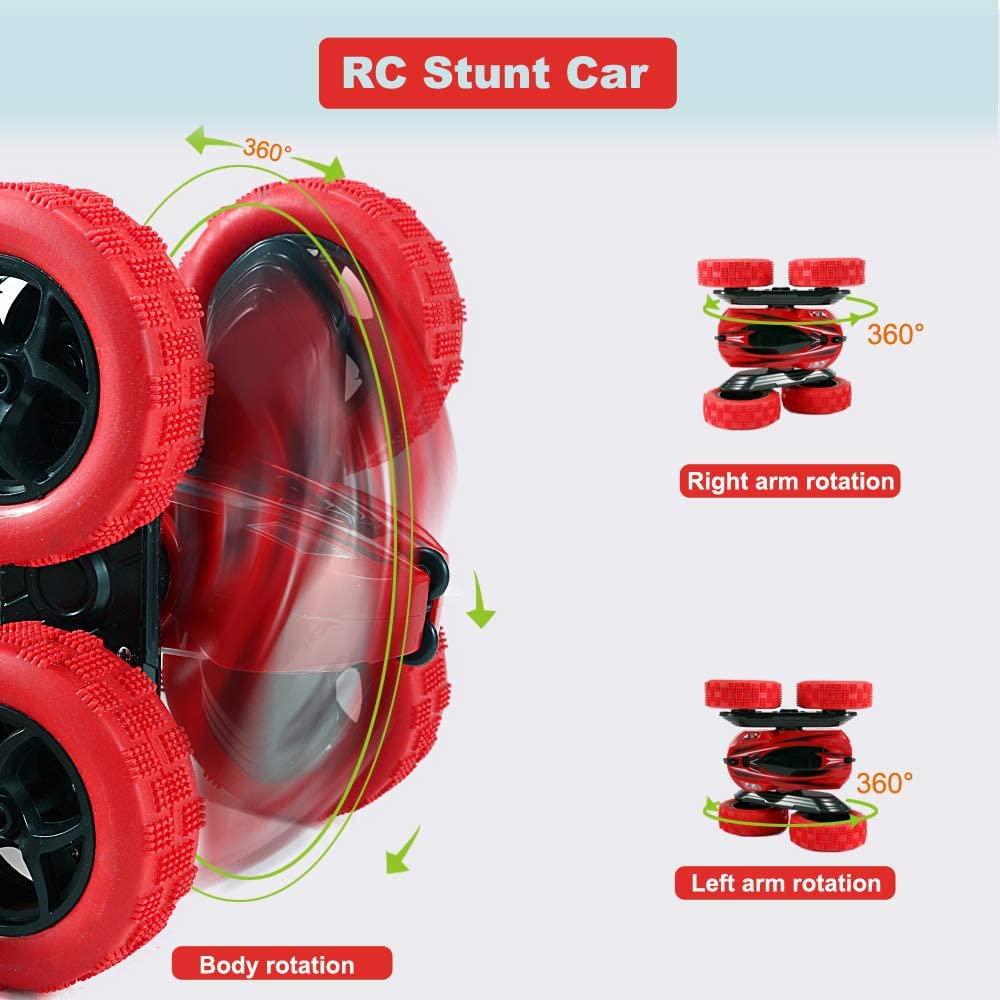 RC Stunt Car
360°
360°
Right arm rotation
360°
Left arm rotation
Body rotation